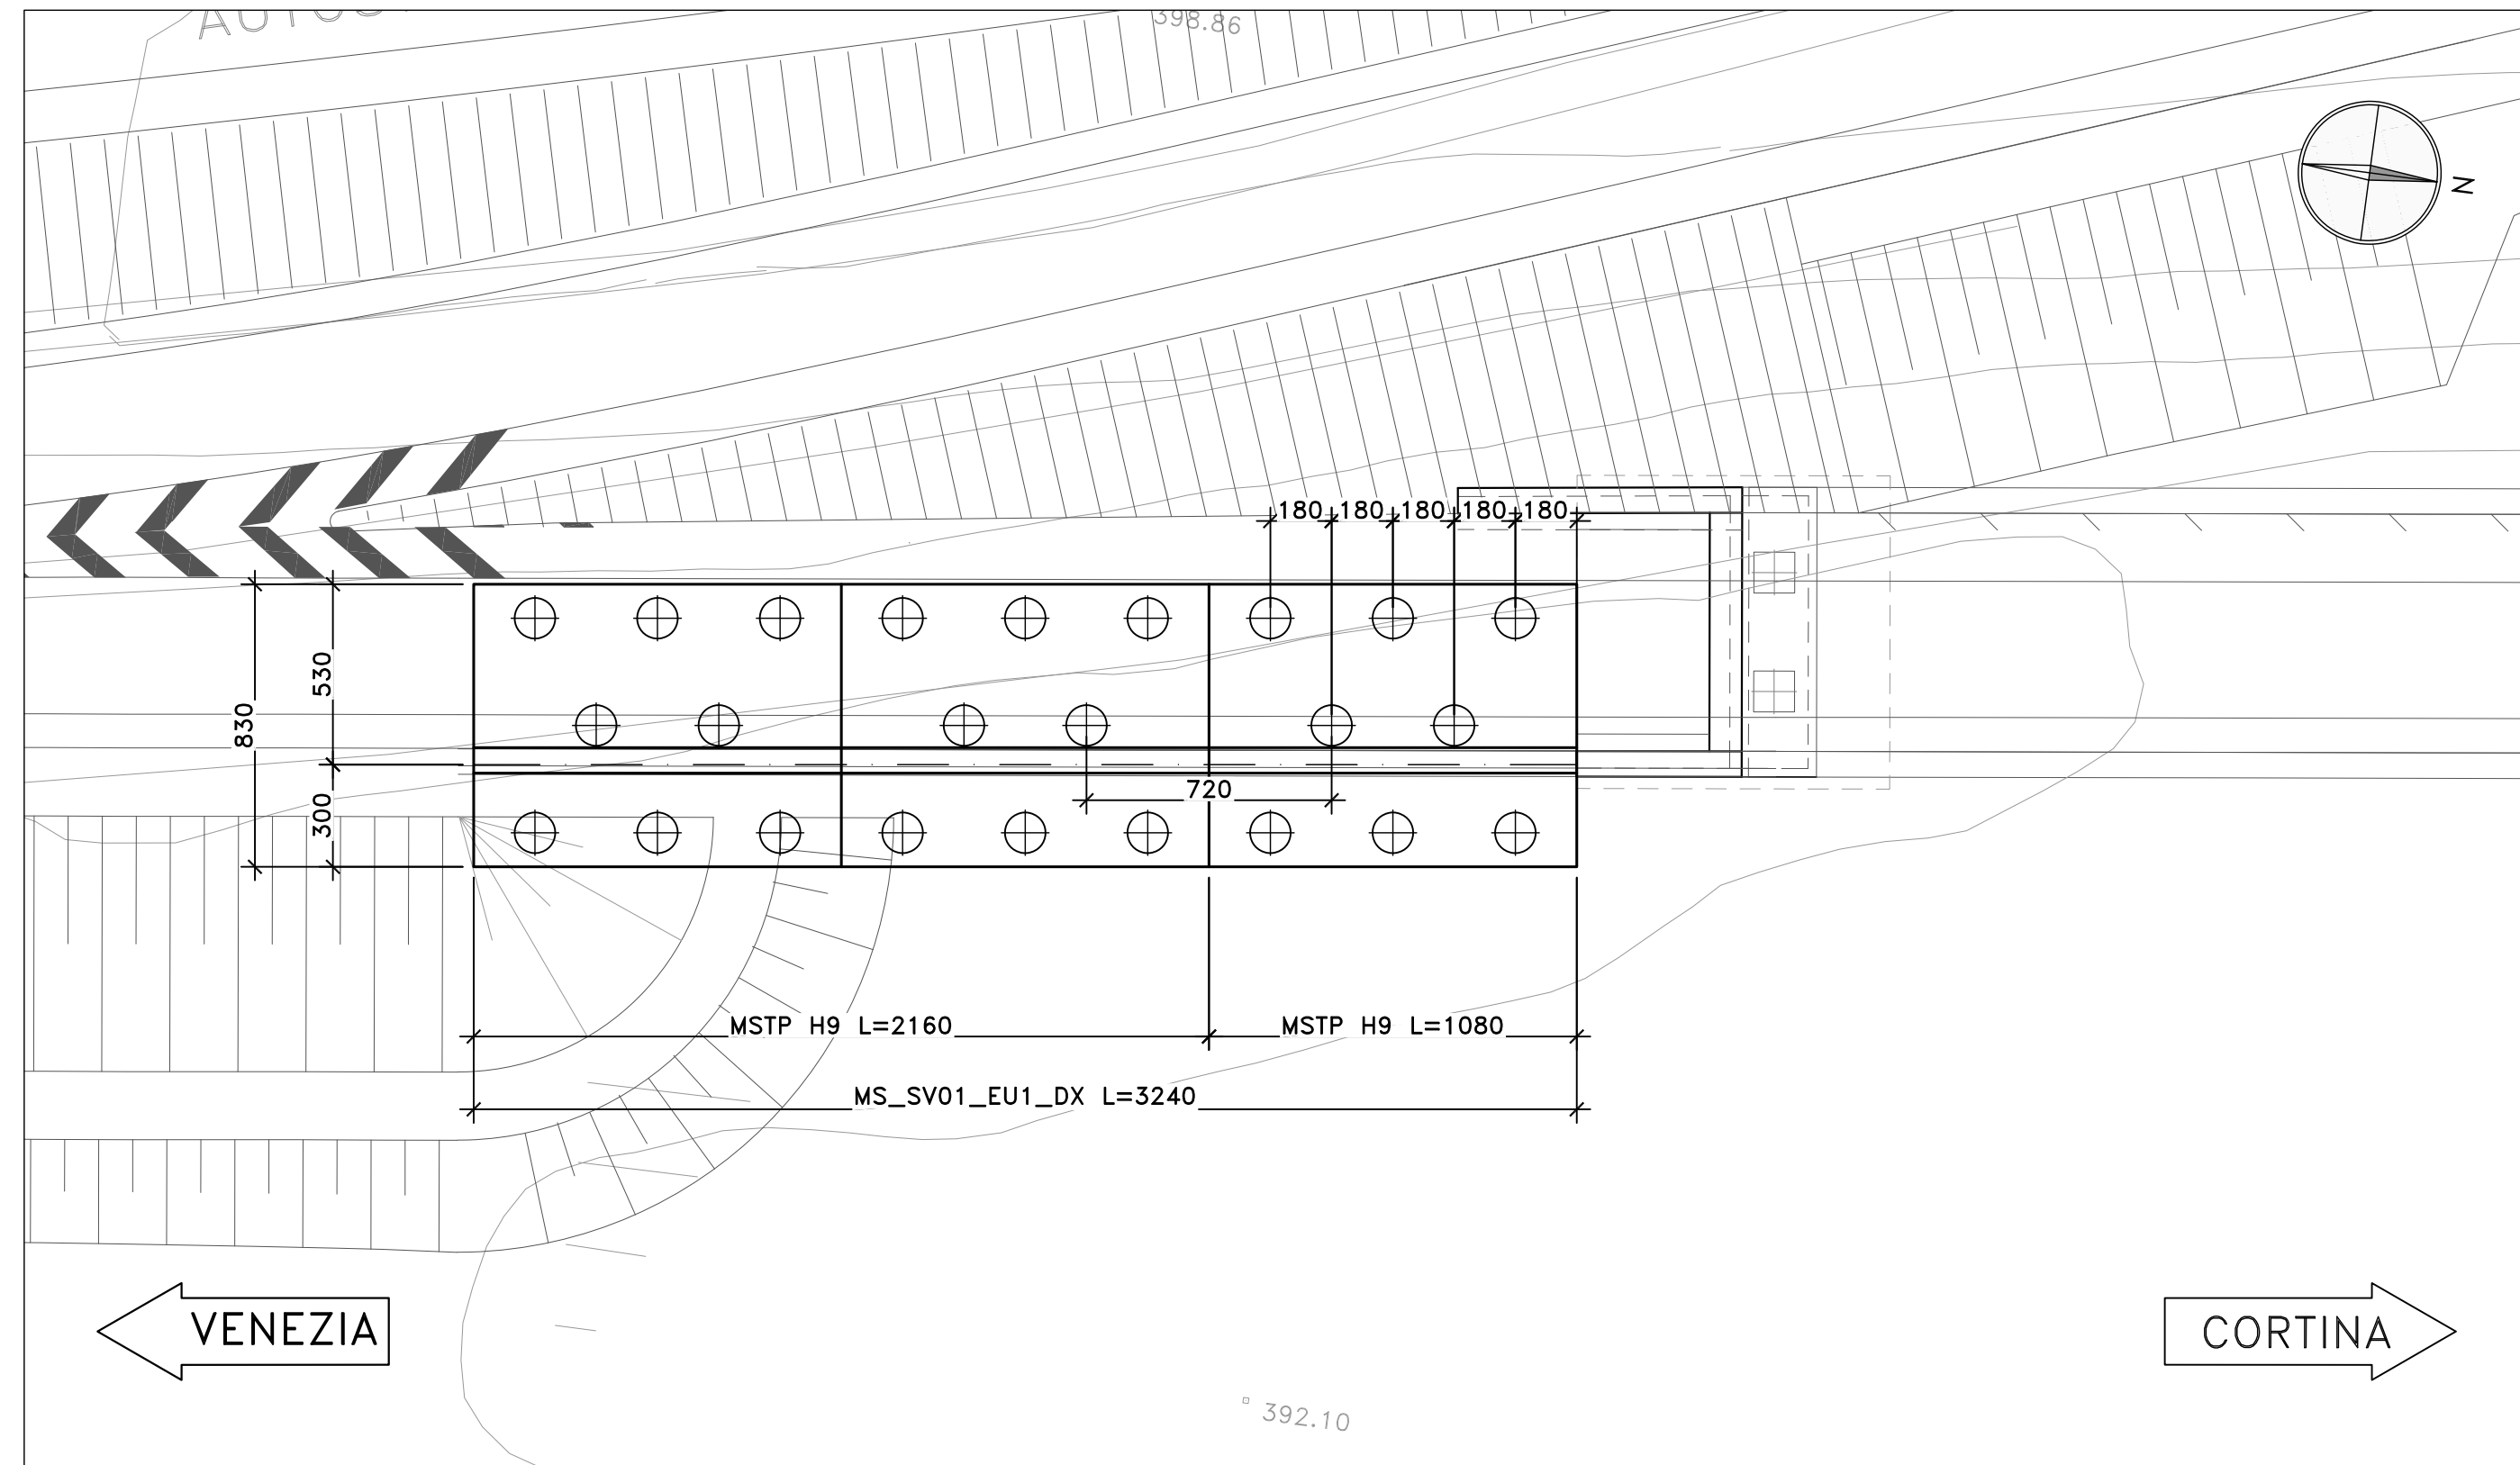 398.86
N
180 180 180 180 180
530
830
300
720
MSTP H9 L=2160
MSTP H9 L=1080
MS_SV01_EU1_DX L=3240
VENEZIA
CORTINA
392.10